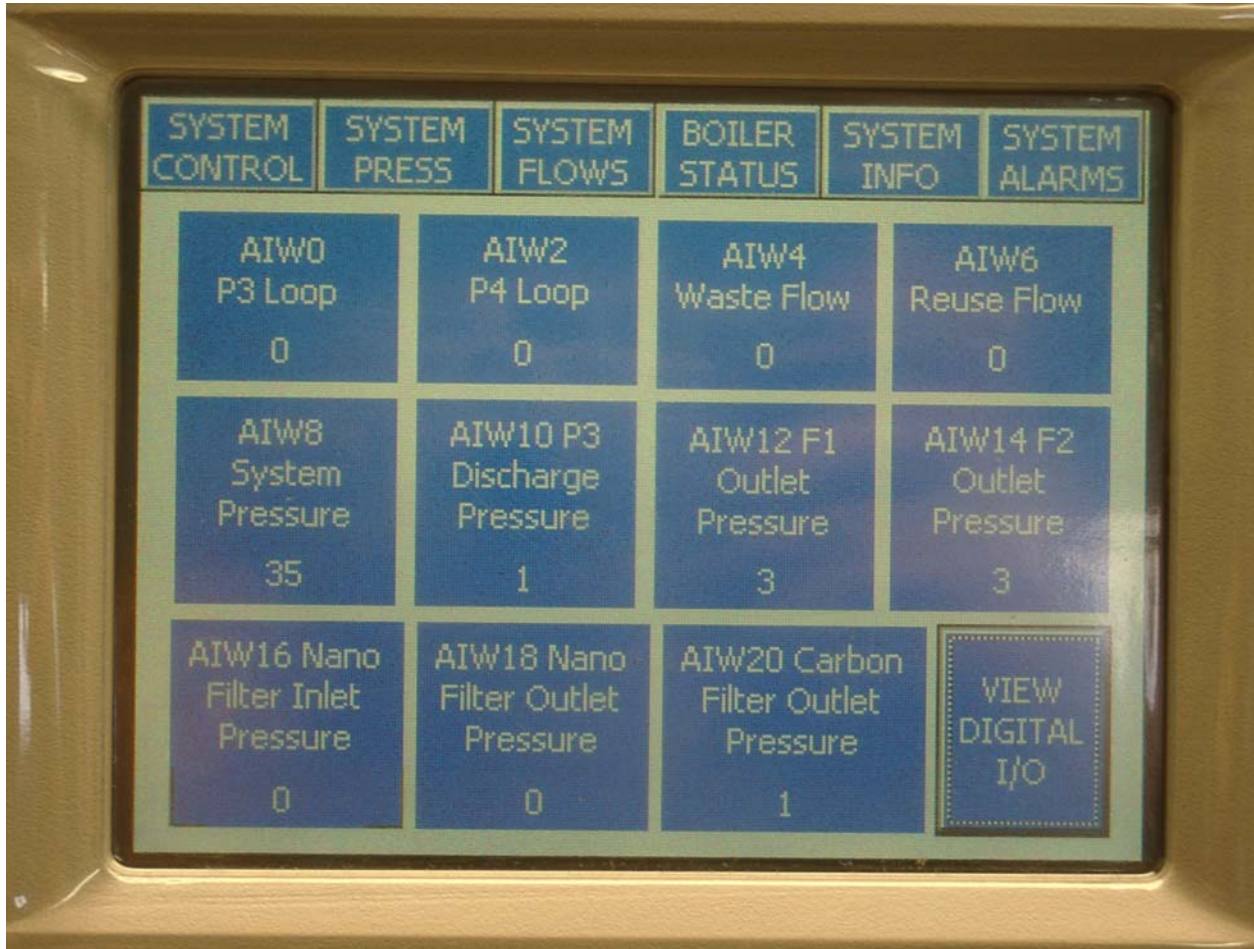 SYSTEM CONTROL
SYSTEM PRESS
SYSTEM FLOWS
BOILER STATUS
SYSTEM INFO
SYSTEM ALARMS
AIW0
P3 Loop
0
AIW2
P4 Loop
0
AIW4
Waste Flow
0
AIW6
Reuse Flow
0
AIW8
System
Pressure
35
AIW10 P3
Discharge
Pressure
1
AIW12 F1
Outlet
Pressure
3
AIW14 F2
Outlet
Pressure
3
AIW16 Nano
Filter Inlet
Pressure
0
AIW18 Nano
Filter Outlet
Pressure
0
AIW20 Carbon
Filter Outlet
Pressure
1
VIEW
DIGITAL
I/O